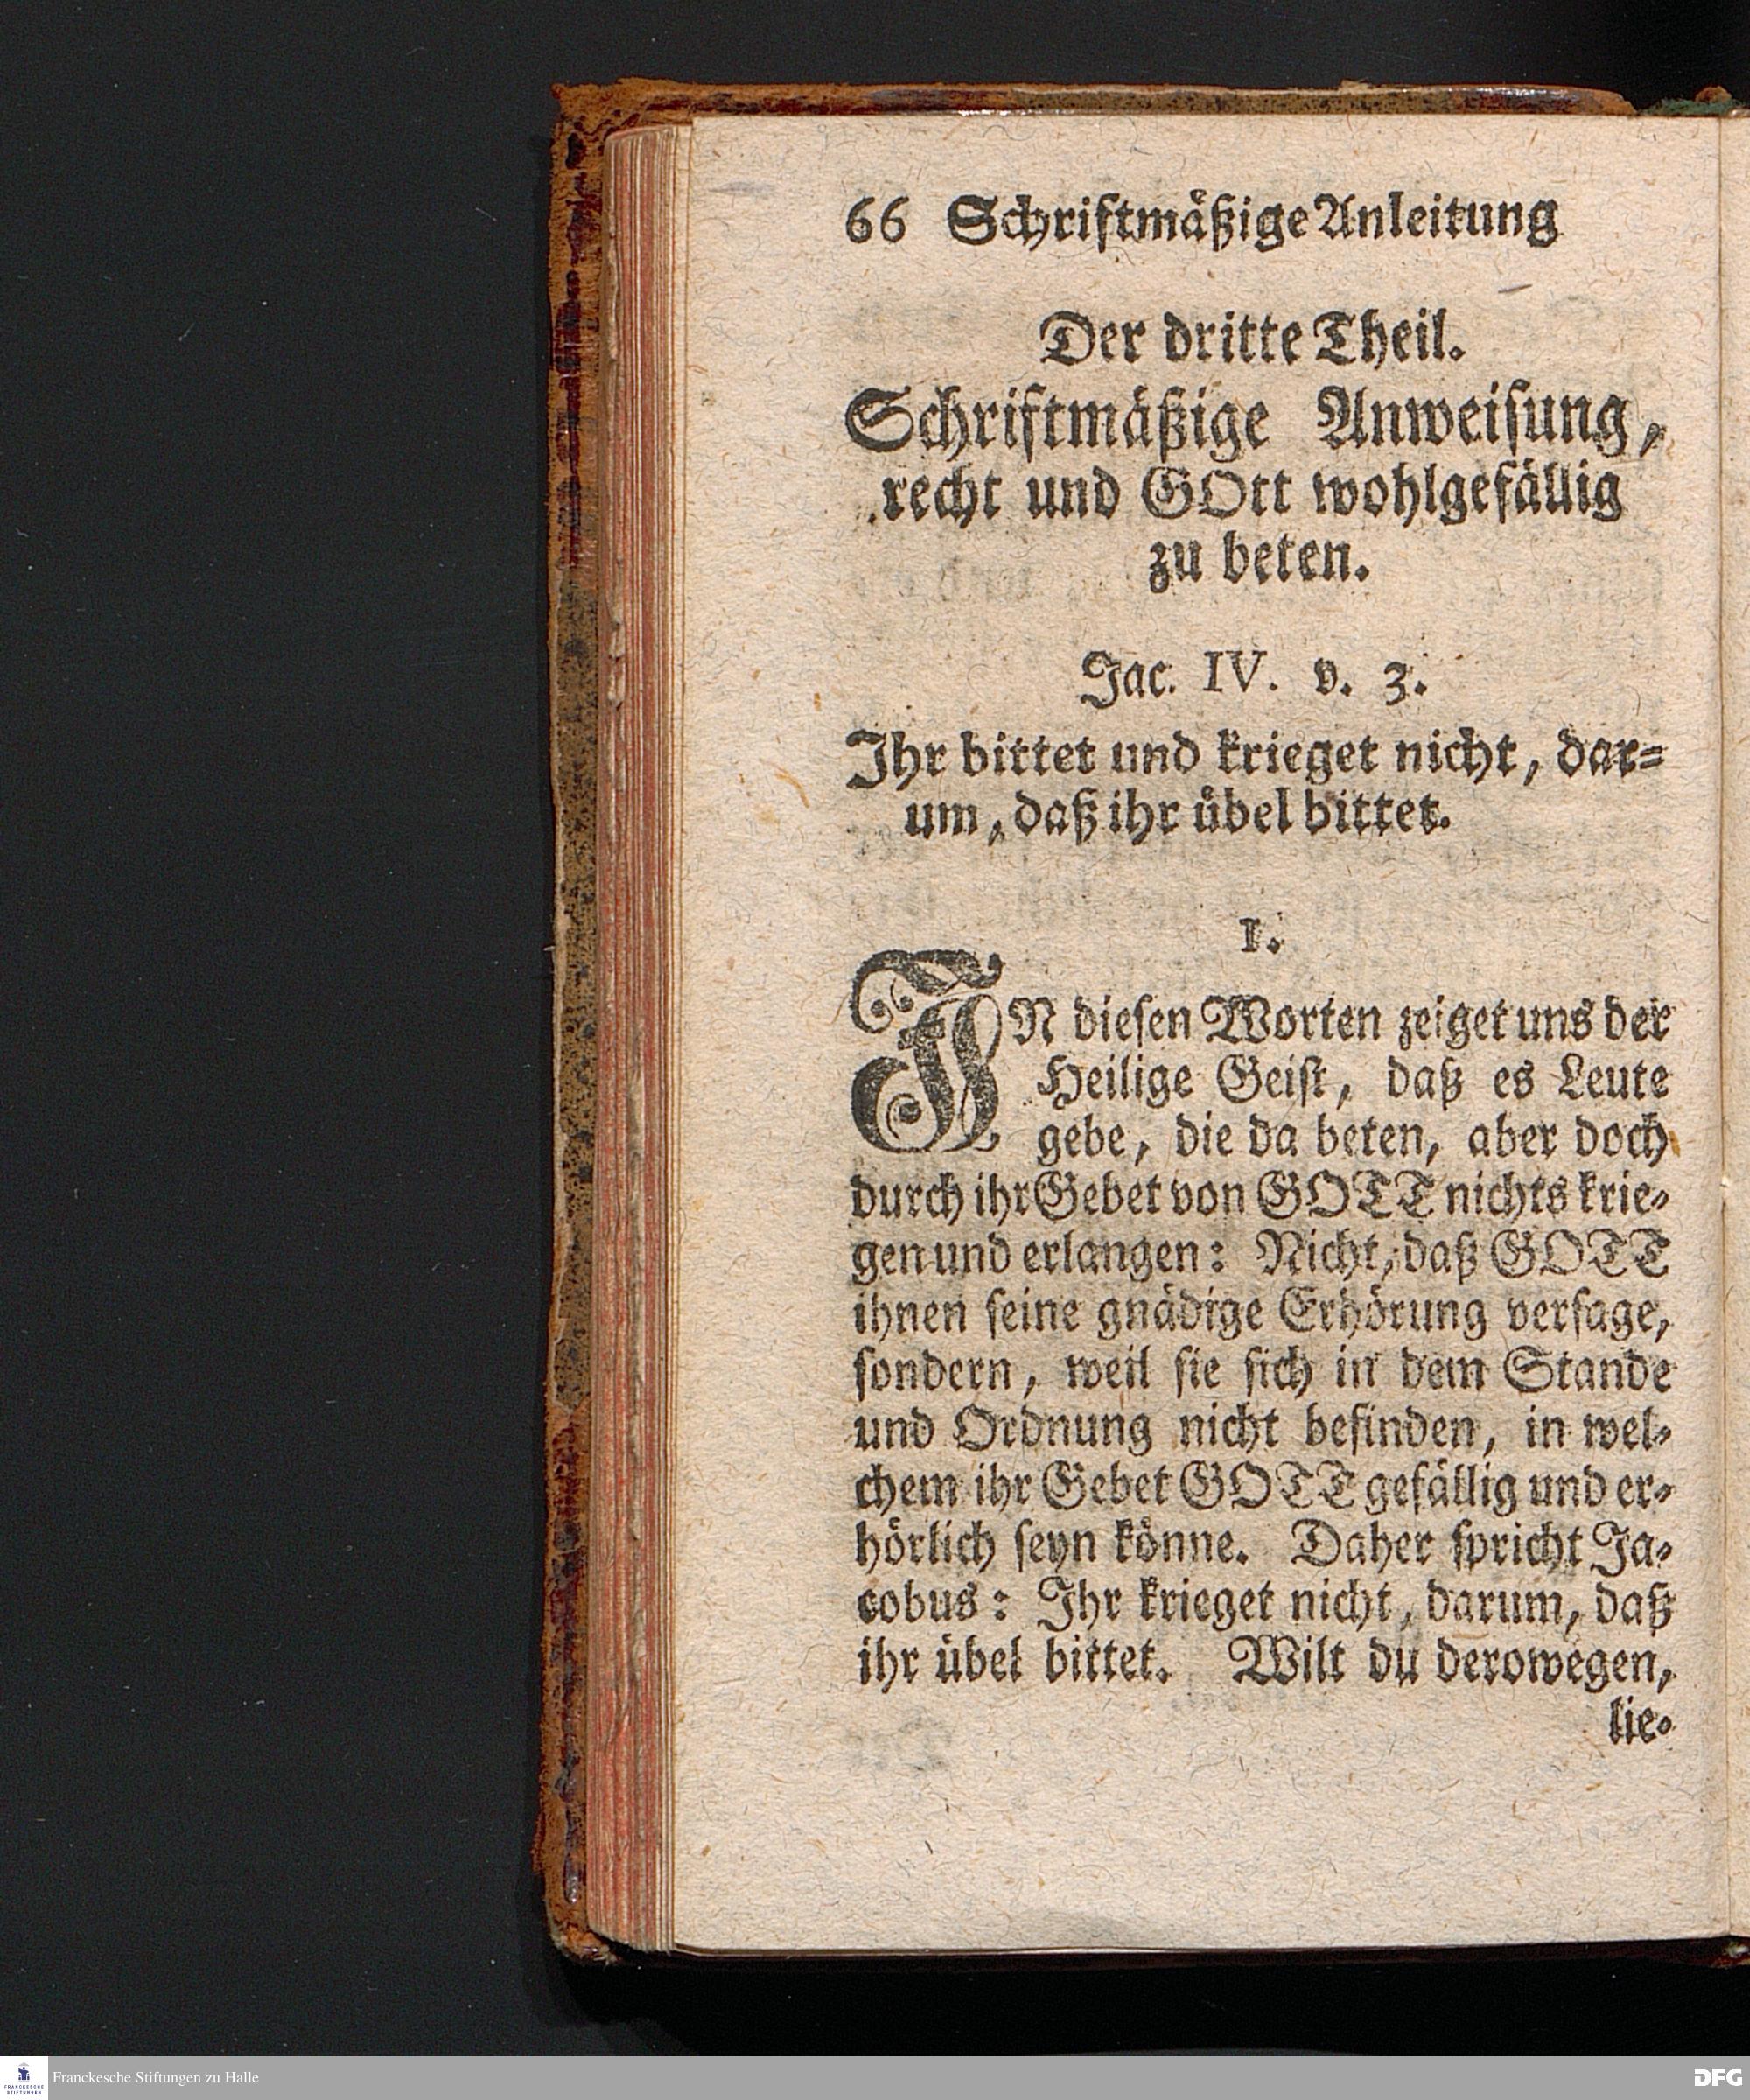 66 Schriftmäßige Anleitung
Der dritte Theil.
Schriftmäßige Anweisung,
recht und GOtt wohlgefällig
zu beten.
Jac. IV. v. 3.
Ihr bittet und krieget nicht, dar=
um, daß ihr übel bittet.
1.
IN diesen Worten zeiget uns der
Heilige Geist, daß es Leute
gebe, die da beten, aber doch
durch ihr Gebet von GOTT nichts krie=
gen und erlangen: Nicht, daß GOTT
ihnen seine gnädige Erhörung versage,
sondern, weil sie sich in dem Stande
und Ordnung nicht befinden, in wel=
chem ihr Gebet GOTT gefällig und er=
hörlich seyn könne. Daher spricht Ja=
cobus: Ihr krieget nicht, darum, daß
ihr übel bittet. Wilt du derowegen,
lie=
FRANCKESCHE
STIFTUNGEN
Franckesche Stiftungen zu Halle
DFG